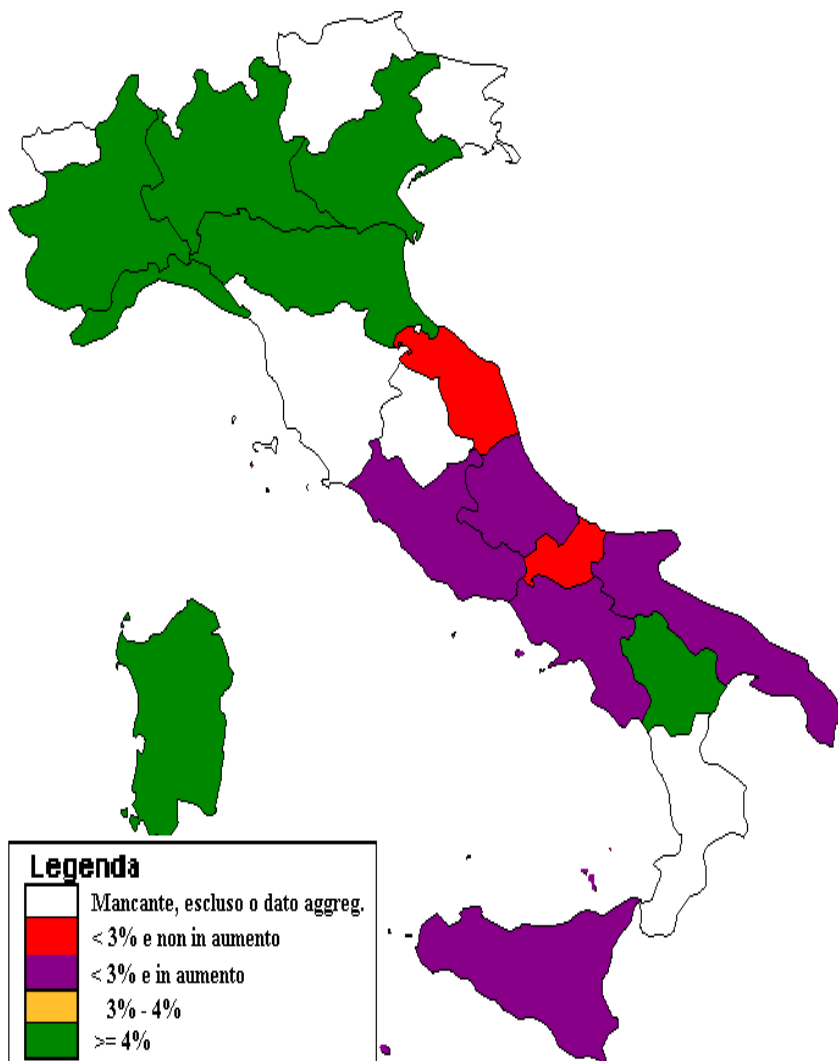 Legenda
Mancante, escluso o dato aggreg.
< 3% e non in aumento
< 3% e in aumento
3% - 4%
>= 4%